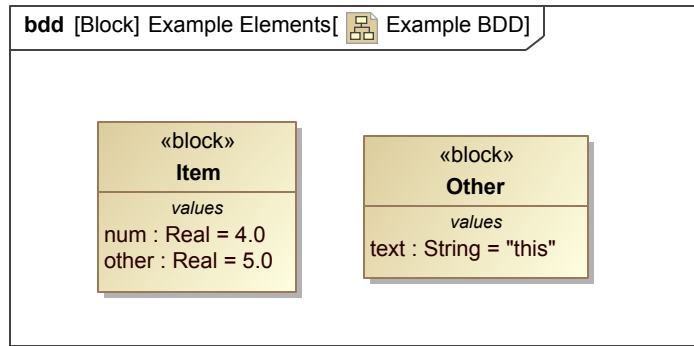 bdd [Block] Example Elements[ Example BDD]
«block»
Item
values
num : Real = 4.0
other : Real = 5.0
«block»
Other
values
text : String = "this"